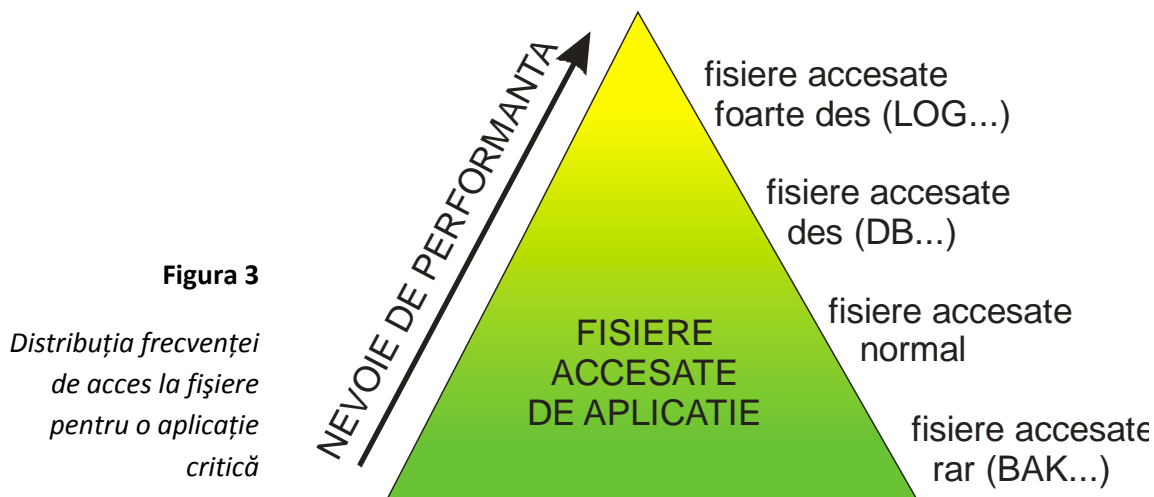 NEVOIE DE PERFORMANTA
fisiere accesate
foarte des (LOG...)
fisiere accesate
des (DB...)
fisiere accesate
normal
fisiere accesate
rar (BAK...)
FISIERE
ACCESATE
DE APLICATIE
Figura 3
Distribuția frecvenței
de acces la fişiere
pentru o aplicație
critică